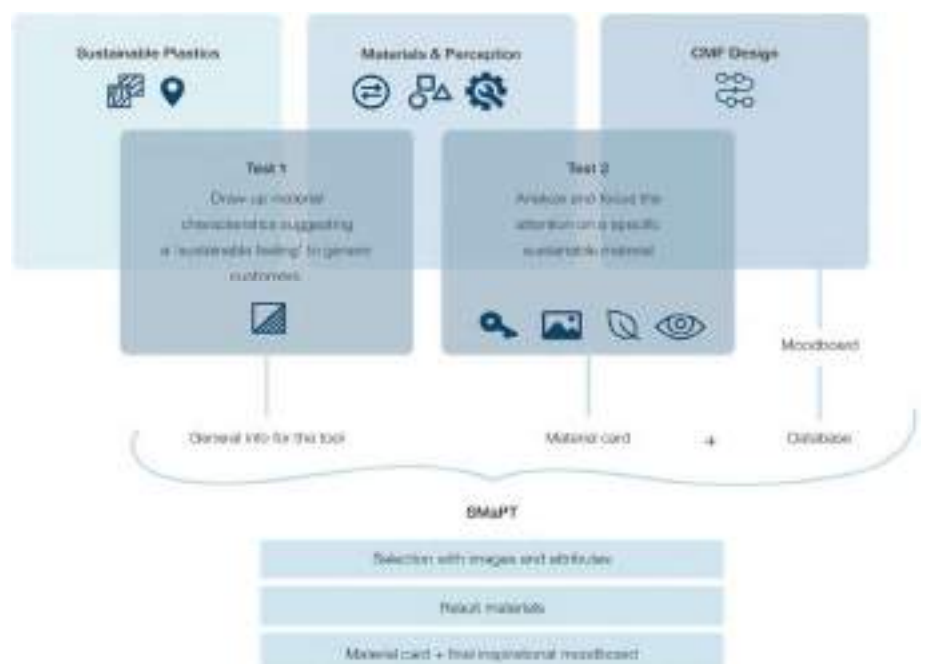 Sustainable Plastics
Materials & Perception
CMF Design
Test 1
Draw up material
characteristics suggesting
a 'sustainable feeling' to generic
customers
Test 2
Analyze and focus the
attention on a specific
sustainable material
Moodboard
General info for the tool
Material card
+
Database
SMaPT
Selection with images and attributes
Result materials
Material card + final inspirational moodboard